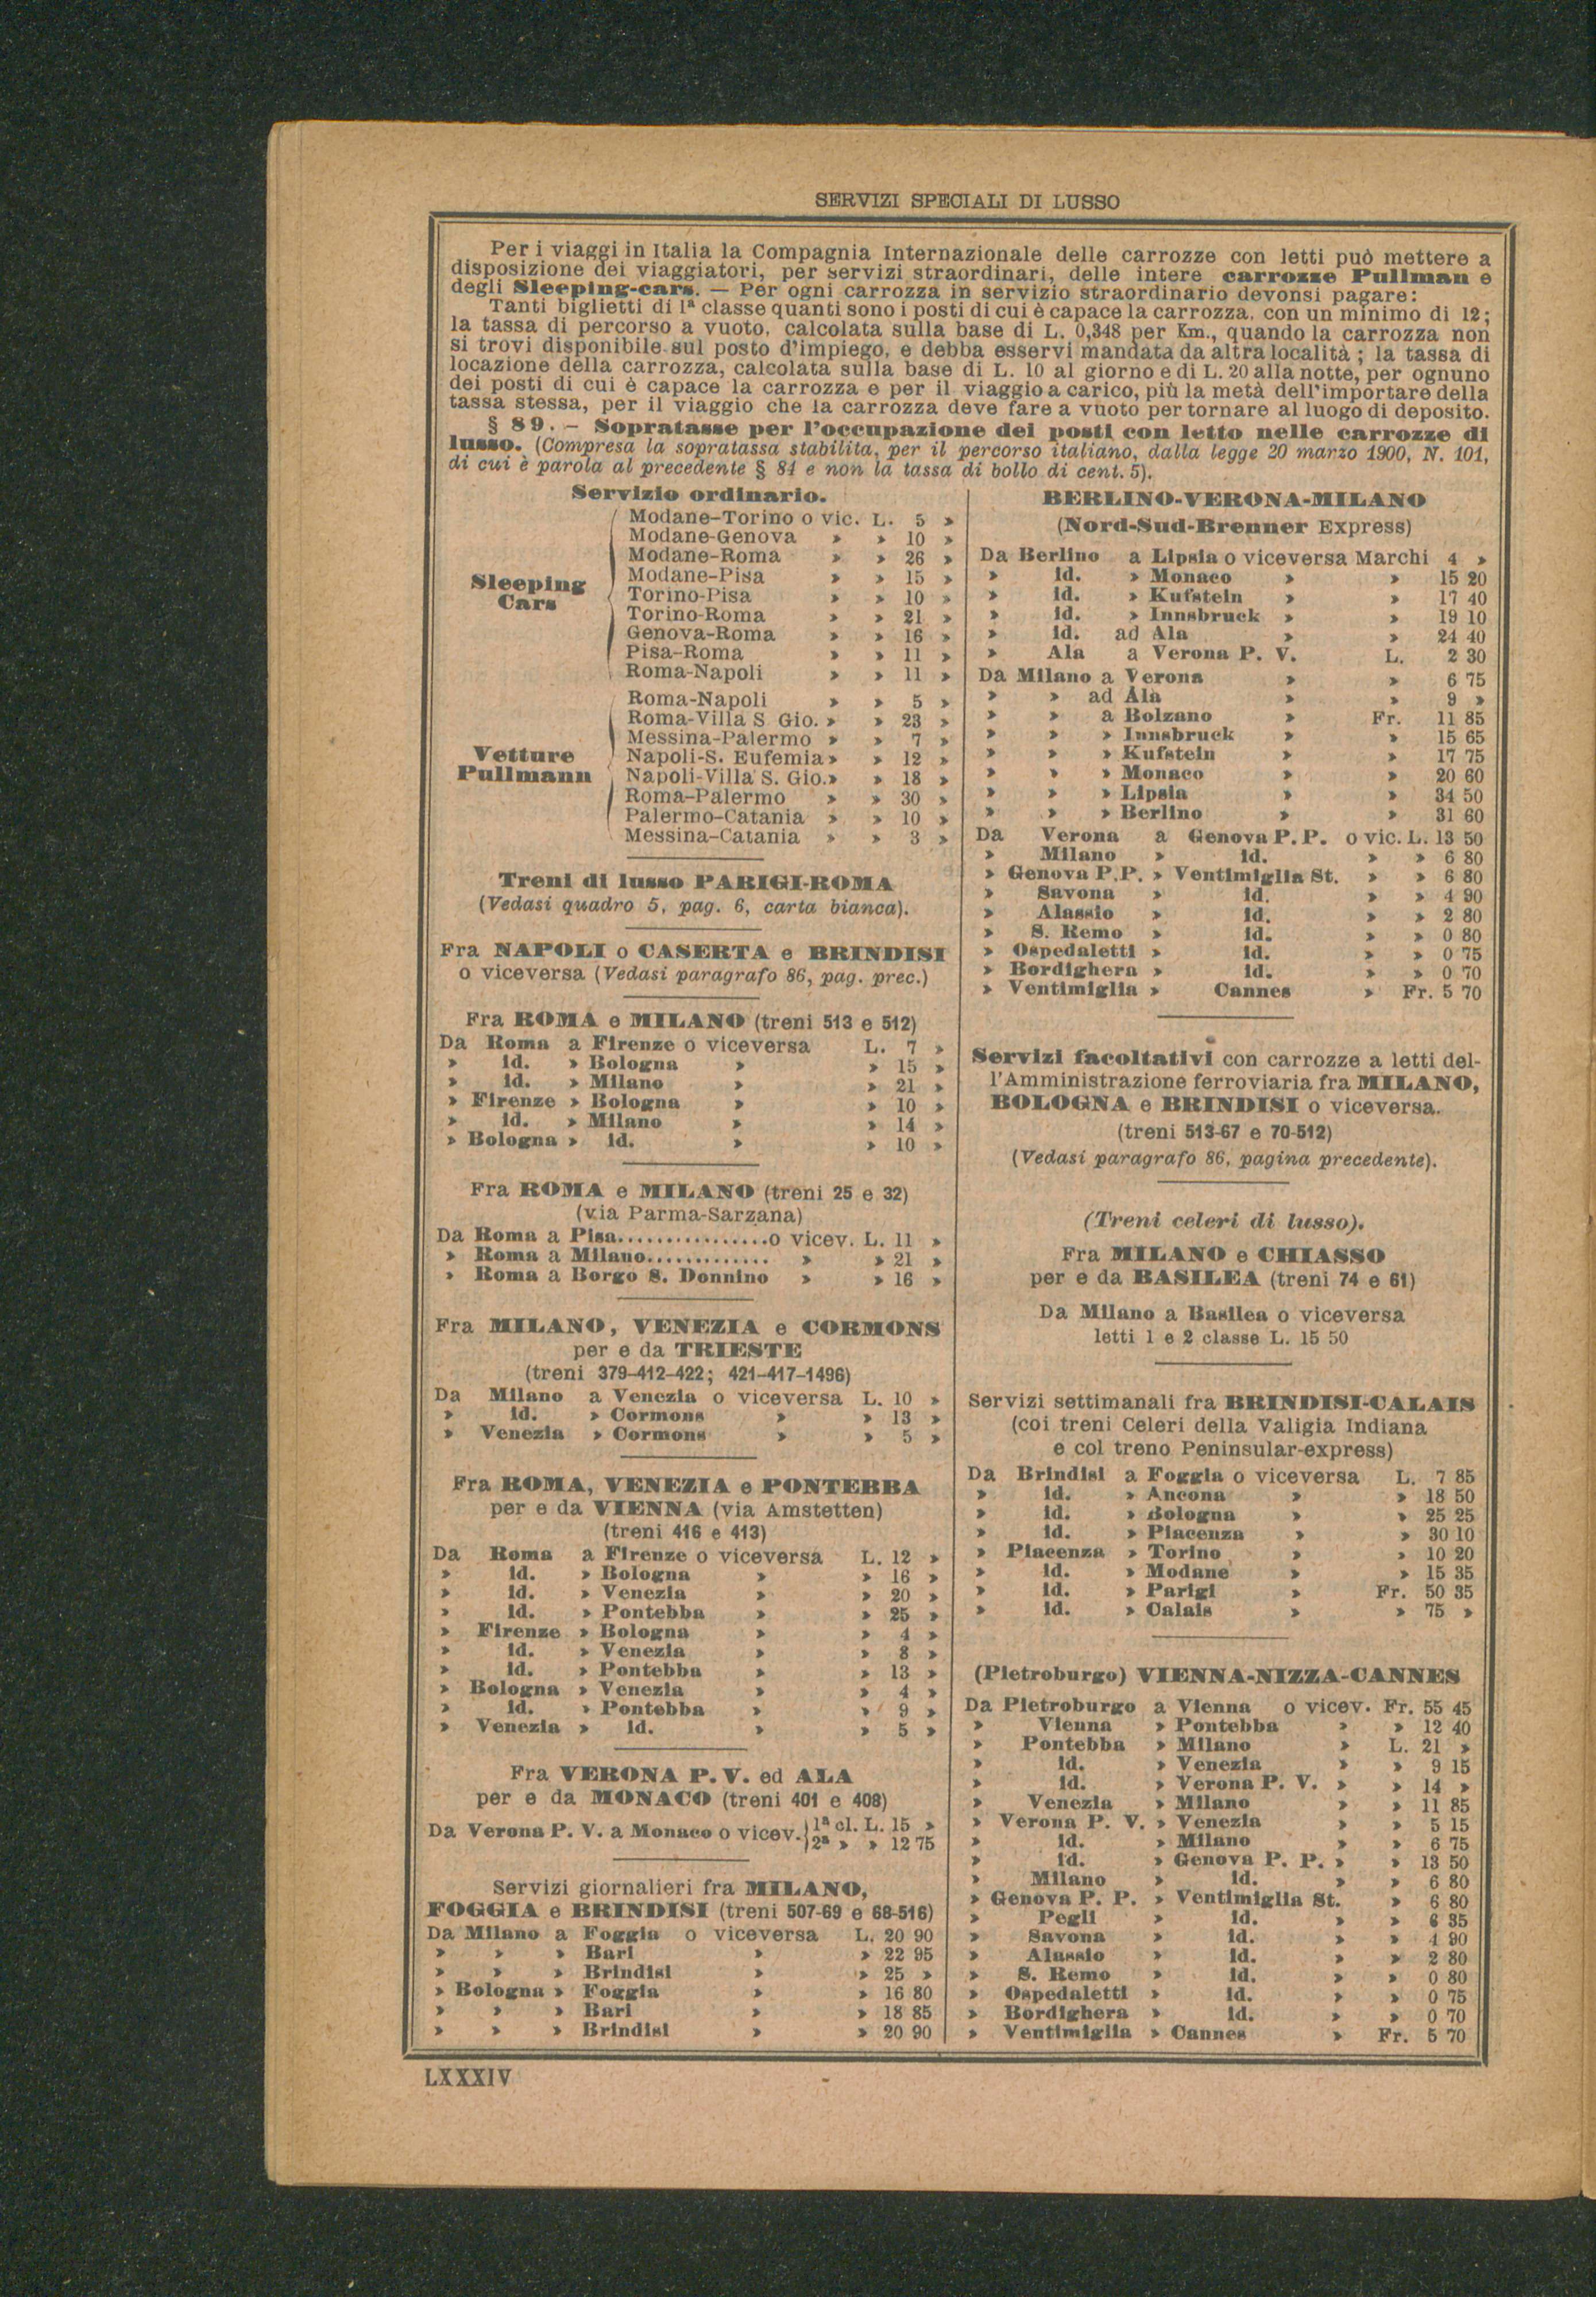 SERVIZI SPECIALI DI LUSSO
Per i viaggi in Italia la Compagnia Internazionale delle carrozze con letti può mettere a
disposizione dei viaggiatori, per servizi straordinari, delle intere carrozze Pullman e
degli Sleeping-cars. — Per ogni carrozza in servizio straordinario devonsi pagare:
Tanti biglietti di 1ª classe quanti sono i posti di cui è capace la carrozza, con un minimo di 12;
la tassa di percorso a vuoto, calcolata sulla base di L. 0,348 per Km., quando la carrozza non
si trovi disponibile sul posto d'impiego, e debba esservi mandata da altra località; la tassa di
locazione della carrozza, calcolata sulla base di L. 10 al giorno e di L. 20 alla notte, per ognuno
dei posti di cui è capace la carrozza e per il viaggio a carico, più la metà dell'importare della
tassa stessa, per il viaggio che la carrozza deve fare a vuoto per tornare al luogo di deposito.
§ 89. – Sopratasse per l'occupazione dei posti con letto nelle carrozze di
lusso. (Compresa la sopratassa stabilita, per il percorso italiano, dalla legge 20 marzo 1900, N. 101,
di cui è parola al precedente § 84 e non la tassa di bollo di cent. 5).
Servizio ordinario.
Sleeping
Cars
Modane-Torino o vic. L. 5 »
Modane-Genova » » 10 »
Modane-Roma » » 26 »
Modane-Pisa » » 15 »
Torino-Pisa » » 10 »
Torino-Roma » » 21 »
Genova-Roma » » 16 »
Pisa-Roma » » 11 »
Roma-Napoli » » 11 »
Vetture
Pullmann
Roma-Napoli » » 5 »
Roma-Villa S Gio. » » 23 »
Messina-Palermo » » 7 »
Napoli-S. Eufemia » » 12 »
Napoli-Villa S. Gio. » » 18 »
Roma-Palermo » » 30 »
Palermo-Catania » » 10 »
Messina-Catania » » 3 »
Treni di lusso PARIGI-ROMA
(Vedasi quadro 5, pag. 6, carta bianca).
Fra NAPOLI o CASERTA e BRINDISI
o viceversa (Vedasi paragrafo 86, pag. prec.)
Fra ROMA e MILANO (treni 513 e 512)
Da Roma a Firenze o viceversa L. 7 »
» id. » Bologna » » 15 »
» id. » Milano » » 21 »
» Firenze » Bologna » » 10 »
» id. » Milano » » 14 »
» Bologna » id. » » 10 »
Fra ROMA e MILANO (treni 25 e 32)
(via Parma-Sarzana)
Da Roma a Pisa................o vicev. L. 11 »
» Roma a Milano............. » » 21 »
» Roma a Borgo S. Donnino » » 16 »
Fra MILANO, VENEZIA e CORMONS
per e da TRIESTE
(treni 379-412-422; 421-417-1496)
Da Milano a Venezia o viceversa L. 10 »
» id. » Cormons » » 13 »
» Venezia » Cormons » » 5 »
Fra ROMA, VENEZIA e PONTEBBA
per e da VIENNA (via Amstetten)
(treni 416 e 413)
Da Roma a Firenze o viceversa L. 12 »
» id. » Bologna » » 16 »
» id. » Venezia » » 20 »
» id. » Pontebba » » 25 »
» Firenze » Bologna » » 4 »
» id. » Venezia » » 8 »
» id. » Pontebba » » 13 »
» Bologna » Venezia » » 4 »
» id. » Pontebba » » 9 »
» Venezia » id. » » 5 »
Fra VERONA P. V. ed ALA
per e da MONACO (treni 401 e 408)
Da Verona P. V. a Monaco o vicev. 1ª cl. L. 15 »
2ª » » 12 75
Servizi giornalieri fra MILANO,
FOGGIA e BRINDISI (treni 507-69 e 68-516)
Da Milano a Foggia o viceversa L. 20 90
» » » Bari » » 22 95
» » » Brindisi » » 25 »
» Bologna » Foggia » » 16 80
» » » Bari » » 18 85
» » » Brindisi » » 20 90
BERLINO-VERONA-MILANO
(Nord-Sud-Brenner Express)
Da Berlino a Lipsia o viceversa Marchi 4 »
» id. » Monaco » » 15 20
» id. » Kufstein » » 17 40
» id. » Innsbruck » » 19 10
» id. ad Ala » » 24 40
» Ala a Verona P. V. L. 2 30
Da Milano a Verona » » 6 75
» » ad Ala » » 9 »
» » a Bolzano » Fr. 11 85
» » » Innsbruck » » 15 65
» » » Kufstein » » 17 75
» » » Monaco » » 20 60
» » » Lipsia » » 34 50
» » » Berlino » » 31 60
Da Verona a Genova P. P. o vic. L. 13 50
» Milano » id. » » 6 80
» Genova P.P. » Ventimiglia St. » » 6 80
» Savona » id. » » 4 90
» Alassio » id. » » 2 80
» S. Remo » id. » » 0 80
» Ospedaletti » id. » » 0 75
» Bordighera » id. » » 0 70
» Ventimiglia » Cannes » Fr. 5 70
Servizi facoltativi con carrozze a letti del-
l'Amministrazione ferroviaria fra MILANO,
BOLOGNA e BRINDISI o viceversa.
(treni 513-67 e 70-512)
(Vedasi paragrafo 86, pagina precedente).
(Treni celeri di lusso).
Fra MILANO e CHIASSO
per e da BASILEA (treni 74 e 61)
Da Milano a Basilea o viceversa
letti 1 e 2 classe L. 15 50
Servizi settimanali fra BRINDISI-CALAIS
(coi treni Celeri della Valigia Indiana
e col treno Peninsular-express)
Da Brindisi a Foggia o viceversa L. 7 85
» id. » Ancona » » 18 50
» id. » Bologna » » 25 25
» id. » Piacenza » » 30 10
» Piacenza » Torino » » 10 20
» id. » Modane » » 15 35
» id. » Parigi » Fr. 50 35
» id. » Calais » » 75 »
(Pietroburgo) VIENNA-NIZZA-CANNES
Da Pietroburgo a Vienna o vicev. Fr. 55 45
» Vienna » Pontebba » » 12 40
» Pontebba » Milano » L. 21 »
» id. » Venezia » » 9 15
» id. » Verona P. V. » » 14 »
» Venezia » Milano » » 11 85
» Verona P. V. » Venezia » » 5 15
» id. » Milano » » 6 75
» id. » Genova P. P. » » 13 50
» Milano » id. » » 6 80
» Genova P. P. » Ventimiglia St. » 6 80
» Pegli » id. » » 6 35
» Savona » id. » » 4 90
» Alassio » id. » » 2 80
» S. Remo » id. » » 0 80
» Ospedaletti » id. » » 0 75
» Bordighera » id. » » 0 70
» Ventimiglia » Cannes » Fr. 5 70
LXXXIV